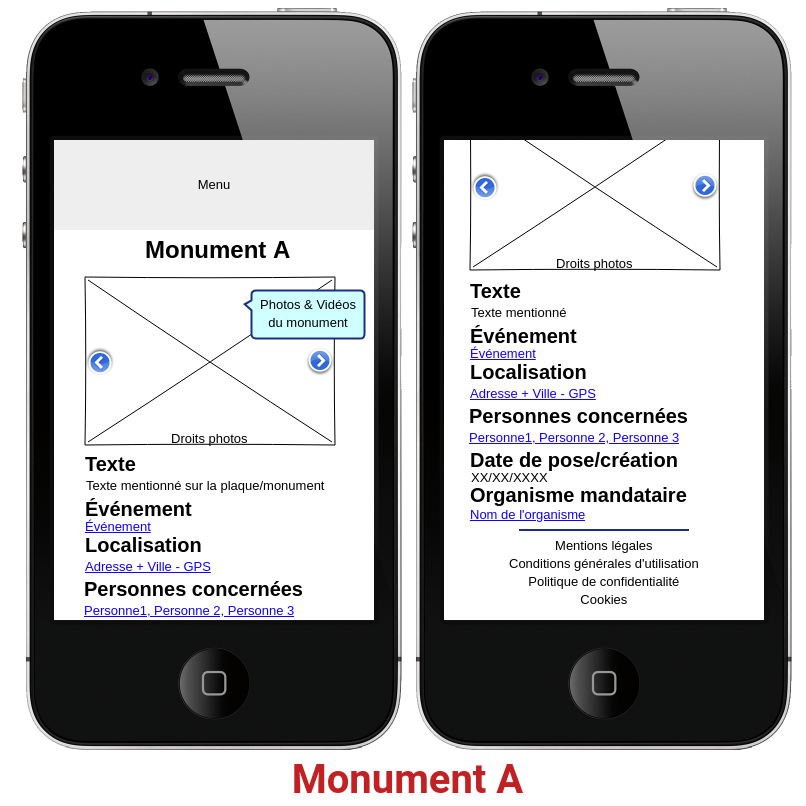 Menu
Monument A
Photos & Vidéos
du monument
Droits photos
Texte
Texte mentionné sur la plaque/monument
Événement
Événement
Localisation
Adresse + Ville - GPS
Personnes concernées
Personne1, Personne 2, Personne 3
Droits photos
Texte
Texte mentionné
Événement
Événement
Localisation
Adresse + Ville - GPS
Personnes concernées
Personne1, Personne 2, Personne 3
Date de pose/création
XX/XX/XXXX
Organisme mandataire
Nom de l'organisme
Mentions légales
Conditions générales d'utilisation
Politique de confidentialité
Cookies
Monument A